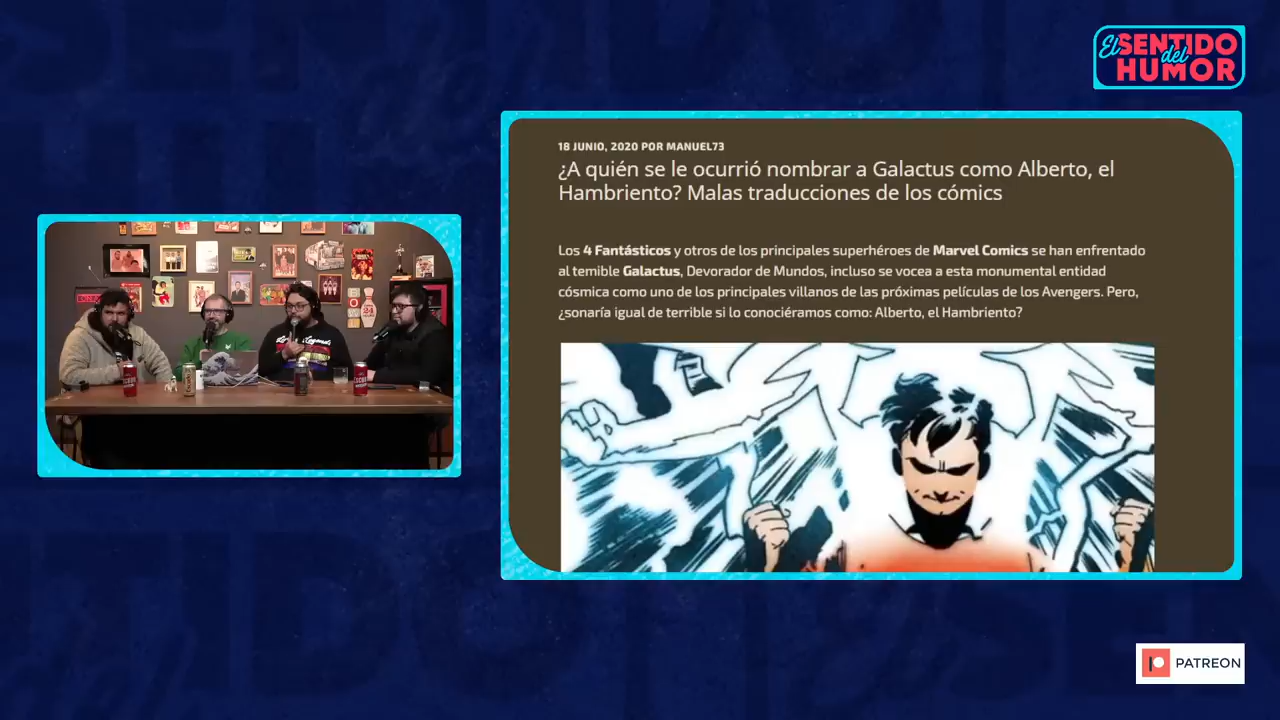 El SENTIDO
del
HUMOR
18 JUNIO, 2020 POR MANUEL73
¿A quién se le ocurrió nombrar a Galactus como Alberto, el
Hambriento? Malas traducciones de los cómics
Los 4 Fantásticos y otros de los principales superhéroes de Marvel Comics se han enfrentado
al temible Galactus, Devorador de Mundos, incluso se vocea a esta monumental entidad
cósmica como uno de los principales villanos de las próximas películas de los Avengers. Pero,
¿sonaría igual de terrible si lo conociéramos como: Alberto, el Hambriento?
PATREON